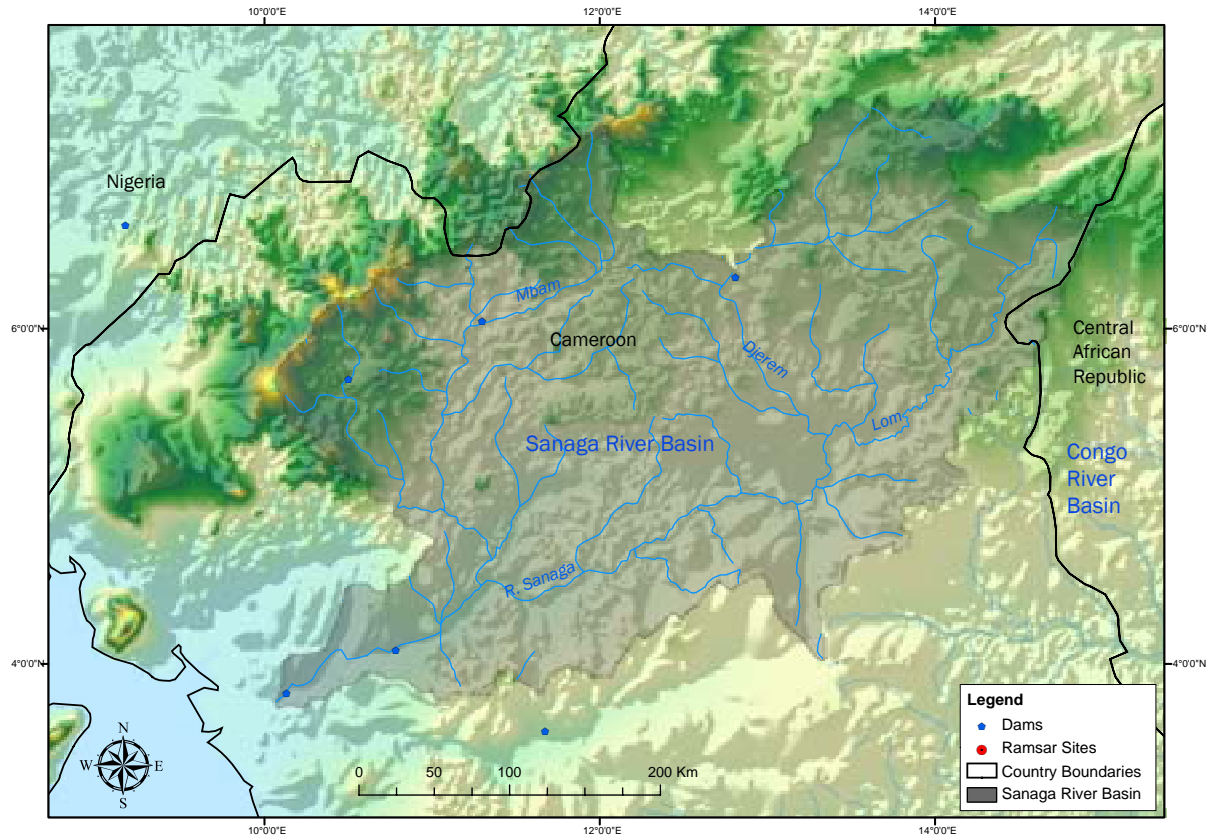 10°0'0"E
12°0'0"E
14°0'0"E
Nigeria
Mbam
6°0'0"N
6°0'0"N
Cameroon
Central
African
Republic
Djerem
Lom
Sanaga River Basin
Congo
River
Basin
R. Sanaga
4°0'0"N
4°0'0"N
Legend
Dams
Ramsar Sites
Country Boundaries
Sanaga River Basin
N
W
E
S
0
50
100
200 Km
10°0'0"E
12°0'0"E
14°0'0"E